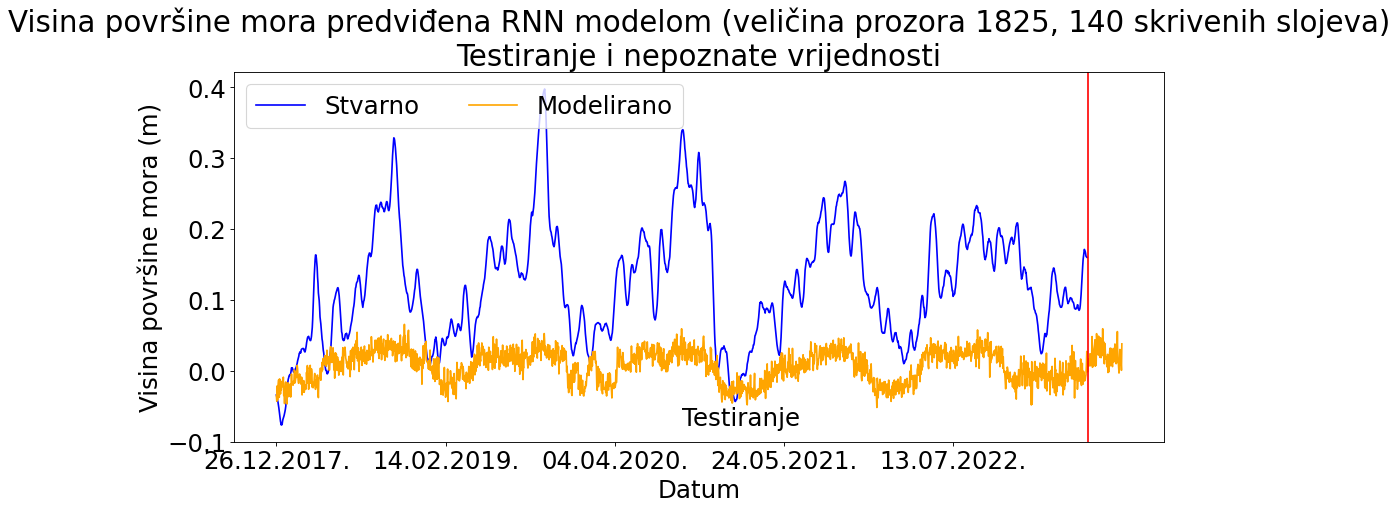 Visina površine mora predviđena RNN modelom (veličina prozora 1825, 140 skrivenih slojeva)
Testiranje i nepoznate vrijednosti
Stvarno Modelirano
Visina površine mora (m)
0.4
0.3
0.2
0.1
0.0
−0.1
Testiranje
26.12.2017. 14.02.2019. 04.04.2020. 24.05.2021. 13.07.2022.
Datum